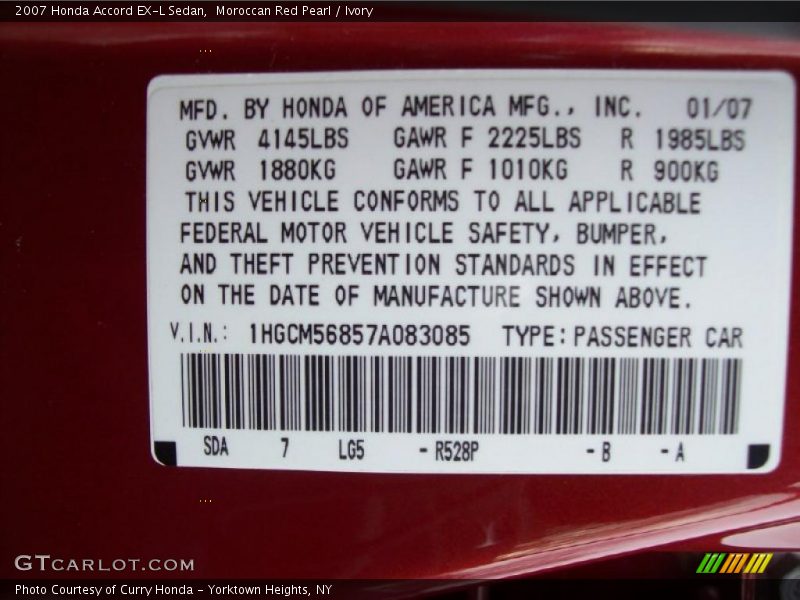 2007 Honda Accord EX-L Sedan,  Moroccan Red Pearl / Ivory
MFD. BY HONDA OF AMERICA MFG., INC. 01/07
GVWR 4145LBS GAWR F 2225LBS R 1985LBS
GVWR 1880KG GAWR F 1010KG R 900KG
THIS VEHICLE CONFORMS TO ALL APPLICABLE
FEDERAL MOTOR VEHICLE SAFETY, BUMPER,
AND THEFT PREVENTION STANDARDS IN EFFECT
ON THE DATE OF MANUFACTURE SHOWN ABOVE.
V.I.N.: 1HGCM56857A083085 TYPE: PASSENGER CAR
SDA 7 LG5 - R528P - B - A
GTCARLOT.COM
Photo Courtesy of Curry Honda - Yorktown Heights, NY